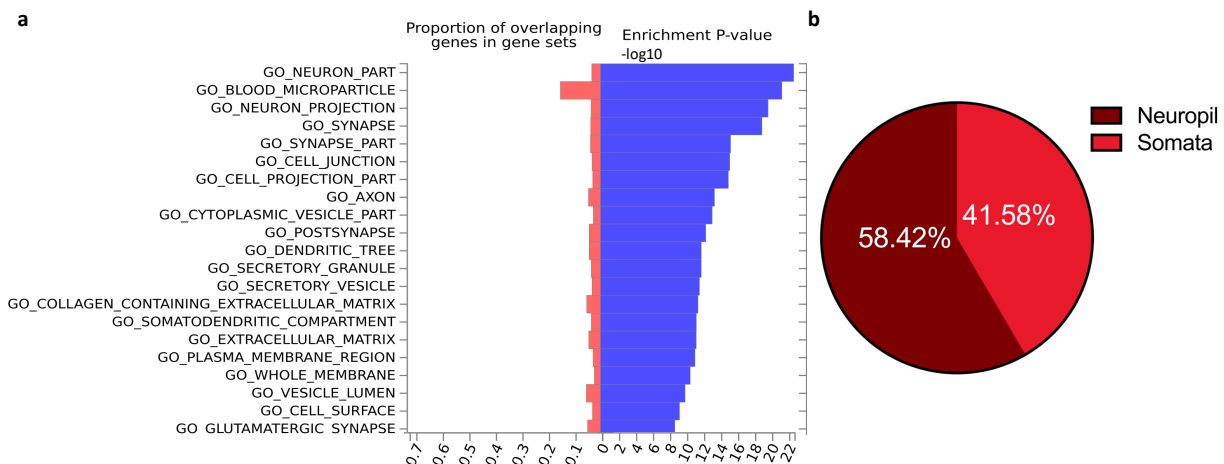 a
Proportion of overlapping
genes in gene sets
Enrichment P-value
-log10
GO_NEURON_PART
GO_BLOOD_MICROPARTICLE
GO_NEURON_PROJECTION
GO_SYNAPSE
GO_SYNAPSE_PART
GO_CELL_JUNCTION
GO_CELL_PROJECTION_PART
GO_AXON
GO_CYTOPLASMIC_VESICLE_PART
GO_POSTSYNAPSE
GO_DENDRITIC_TREE
GO_SECRETORY_GRANULE
GO_SECRETORY_VESICLE
GO_COLLAGEN_CONTAINING_EXTRACELLULAR_MATRIX
GO_SOMATODENDRITIC_COMPARTMENT
GO_EXTRACELLULAR_MATRIX
GO_PLASMA_MEMBRANE_REGION
GO_WHOLE_MEMBRANE
GO_VESICLE_LUMEN
GO_CELL_SURFACE
GO_GLUTAMATERGIC_SYNAPSE
0.7 0.6 0.5 0.4 0.3 0.2 0.1 0 2 4 6 8 10 12 14 16 18 20 22
b
58.42%
41.58%
Neuropil
Somata